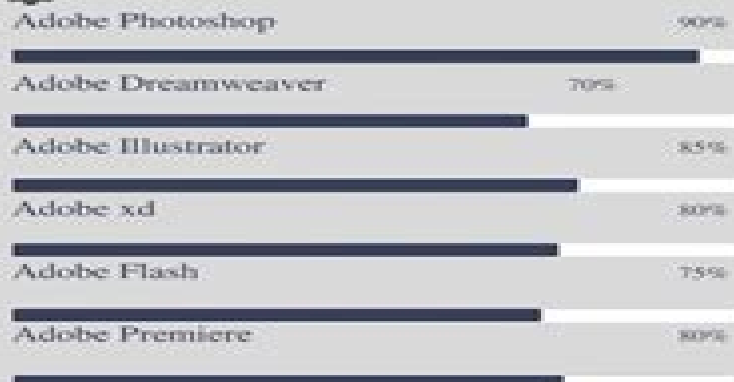 Adobe Photoshop 90%
Adobe Dreamweaver 70%
Adobe Illustrator 85%
Adobe xd 80%
Adobe Flash 75%
Adobe Premiere 80%